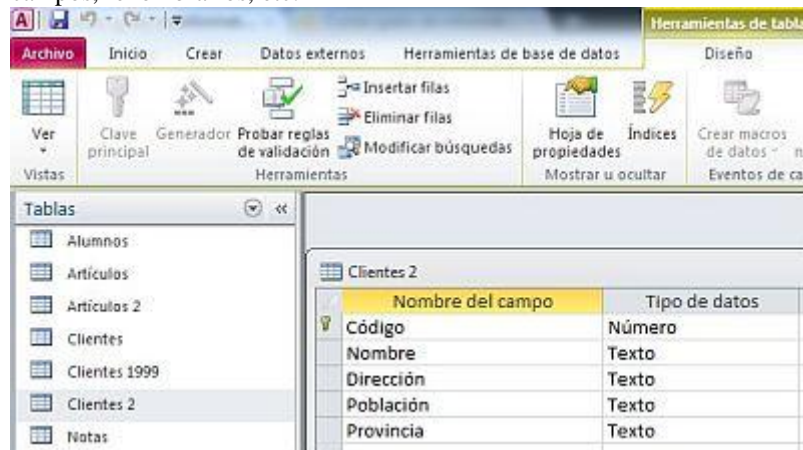 Herramientas de tabla
Archivo Inicio Crear Datos externos Herramientas de base de datos Diseño
Insertar filas
Eliminar filas
Modificar búsquedas
Ver
Clave principal
Generador
Probar reglas de validación
Hoja de propiedades
Índices
Crear macros de datos
Vistas Herramientas Mostrar u ocultar Eventos de
Tablas
Alumnos
Artículos
Artículos 2
Clientes
Clientes 1999
Clientes 2
Notas
Clientes 2
Nombre del campo Tipo de datos
Código Número
Nombre Texto
Dirección Texto
Población Texto
Provincia Texto